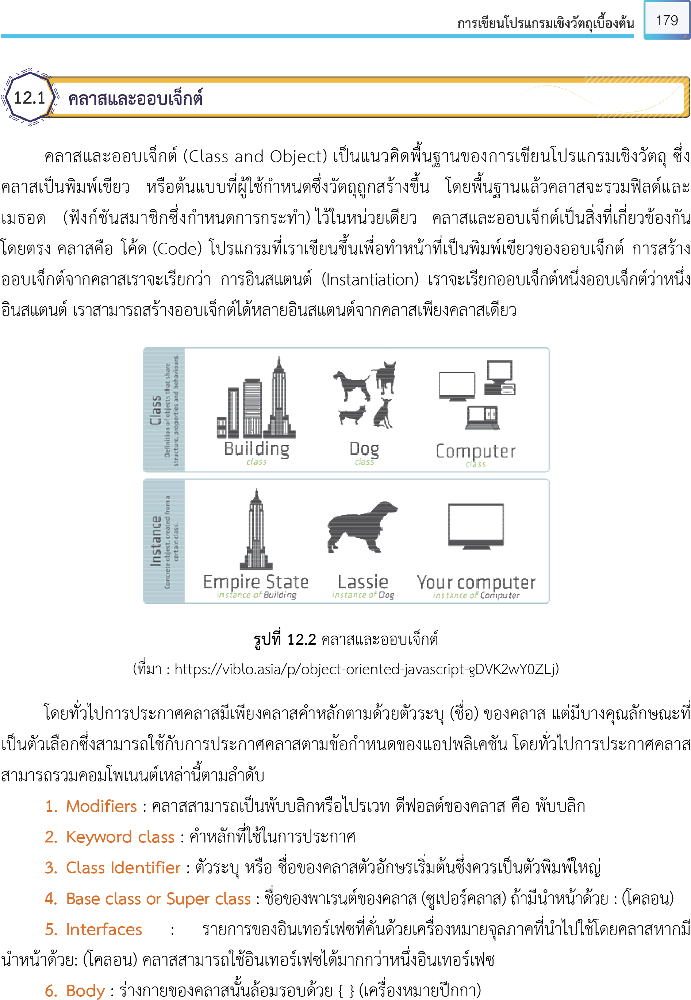 การเขียนโปรแกรมเชิงวัตถุเบื้องต้น
179
12.1
คลาสและออบเจ็กต์
คลาสและออบเจ็กต์ (Class and Object) เป็นแนวคิดพื้นฐานของการเขียนโปรแกรมเชิงวัตถุ ซึ่ง
คลาสเป็นพิมพ์เขียว หรือต้นแบบที่ผู้ใช้กำหนดซึ่งวัตถุถูกสร้างขึ้น โดยพื้นฐานแล้วคลาสจะรวมฟิลด์และ
เมธอด (ฟังก์ชันสมาชิกซึ่งกำหนดการกระทำ) ไว้ในหน่วยเดียว คลาสและออบเจ็กต์เป็นสิ่งที่เกี่ยวข้องกัน
โดยตรง คลาสคือ โค้ด (Code) โปรแกรมที่เราเขียนขึ้นเพื่อทำหน้าที่เป็นพิมพ์เขียวของออบเจ็กต์ การสร้าง
ออบเจ็กต์จากคลาสเราจะเรียกว่า การอินสแตนต์ (Instantiation) เราจะเรียกออบเจ็กต์หนึ่งออบเจ็กต์ว่าหนึ่ง
อินสแตนต์ เราสามารถสร้างออบเจ็กต์ได้หลายอินสแตนต์จากคลาสเพียงคลาสเดียว
Class
Definition of objects that share
structure, properties and behaviours.
Building
class
Dog
class
Computer
class
Instance
Concrete object, created from a
certain class.
Empire State
instance of Building
Lassie
instance of Dog
Your computer
instance of Computer
รูปที่ 12.2 คลาสและออบเจ็กต์
(ที่มา : https://viblo.asia/p/object-oriented-javascript-gDVK2wY0ZLj)
โดยทั่วไปการประกาศคลาสมีเพียงคลาสคำหลักตามด้วยตัวระบุ (ชื่อ) ของคลาส แต่มีบางคุณลักษณะที่
เป็นตัวเลือกซึ่งสามารถใช้กับการประกาศคลาสตามข้อกำหนดของแอปพลิเคชัน โดยทั่วไปการประกาศคลาส
สามารถรวมคอมโพเนนต์เหล่านี้ตามลำดับ
1. Modifiers : คลาสสามารถเป็นพับบลิกหรือไปรเวท ดีฟอลต์ของคลาส คือ พับบลิก
2. Keyword class : คำหลักที่ใช้ในการประกาศ
3. Class Identifier : ตัวระบุ หรือ ชื่อของคลาสตัวอักษรเริ่มต้นซึ่งควรเป็นตัวพิมพ์ใหญ่
4. Base class or Super class : ชื่อของพาเรนต์ของคลาส (ซูเปอร์คลาส) ถ้ามีนำหน้าด้วย : (โคลอน)
5. Interfaces : รายการของอินเทอร์เฟซที่คั่นด้วยเครื่องหมายจุลภาคที่นำไปใช้โดยคลาสหากมี
นำหน้าด้วย: (โคลอน) คลาสสามารถใช้อินเทอร์เฟซได้มากกว่าหนึ่งอินเทอร์เฟซ
6. Body : ร่างกายของคลาสนั้นล้อมรอบด้วย { } (เครื่องหมายปีกกา)